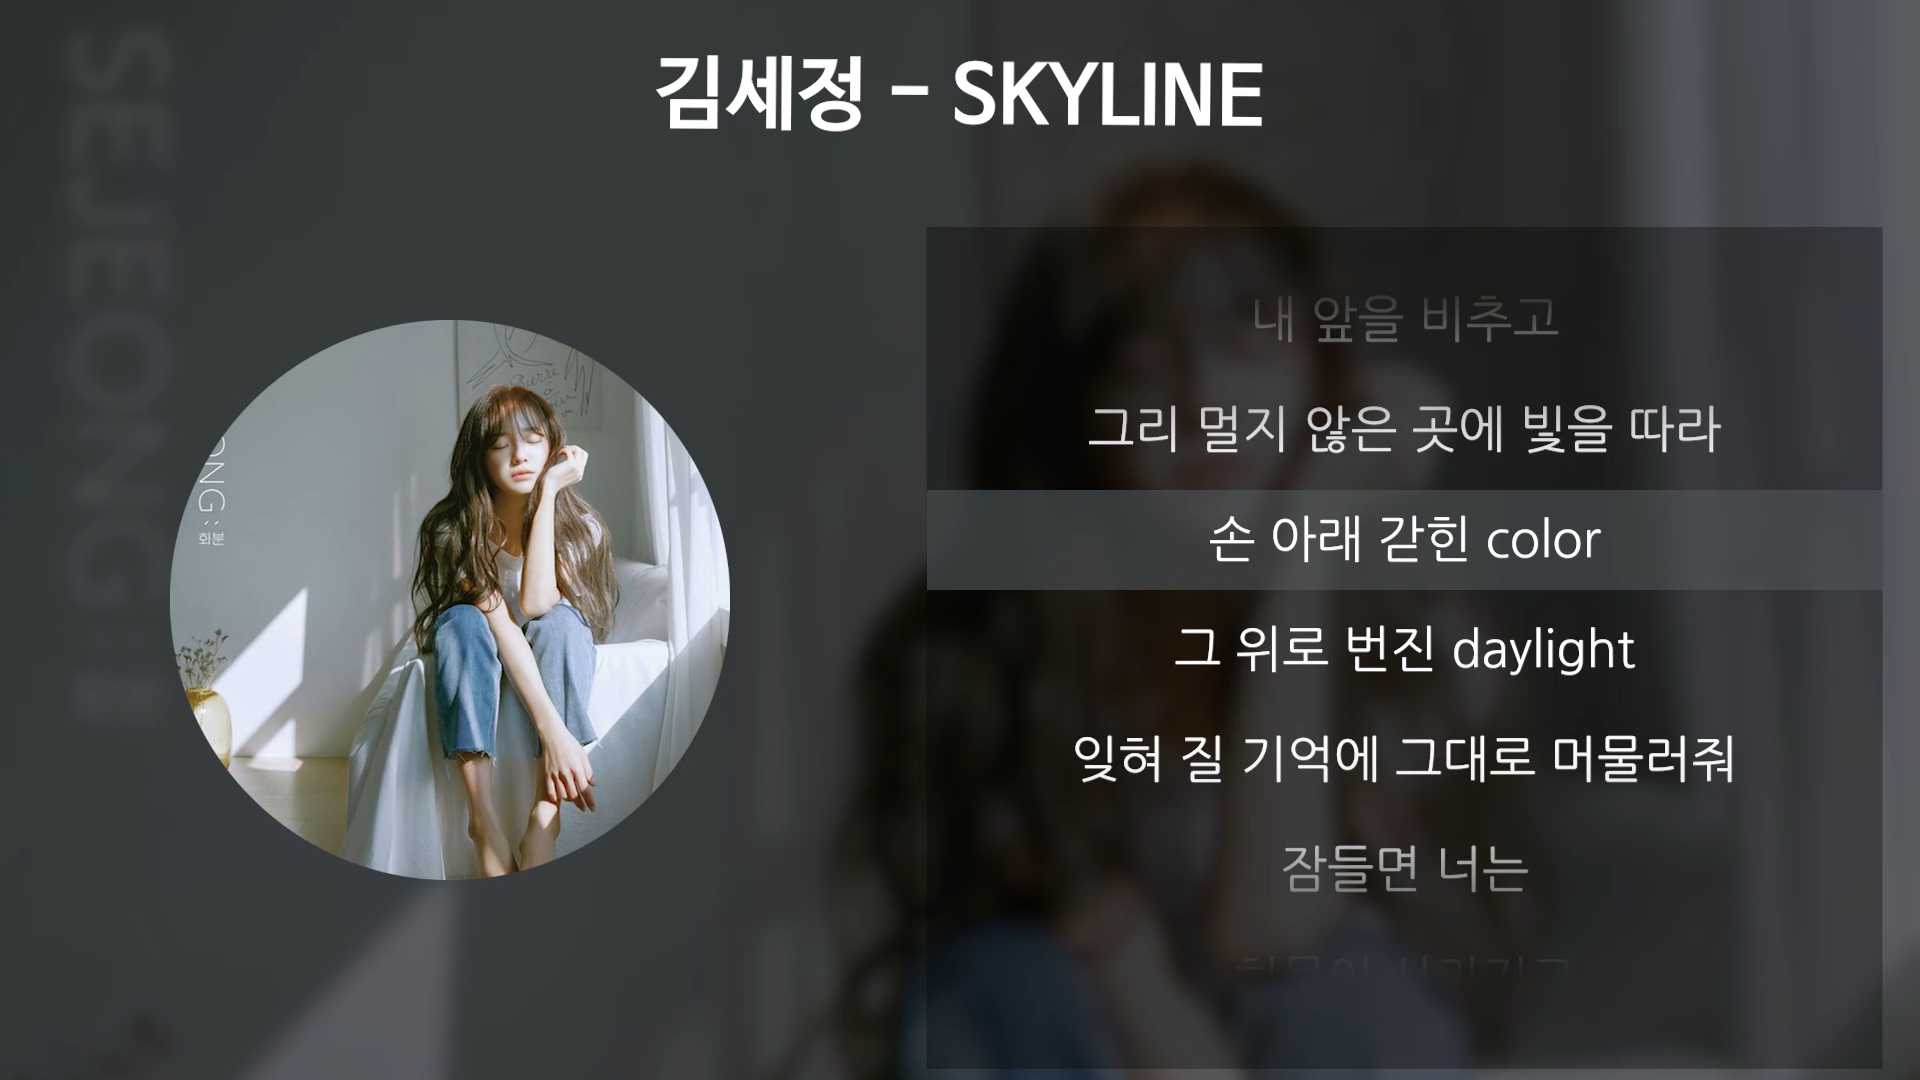 김세정 - SKYLINE
SEJEONG
내 앞을 비추고
그리 멀지 않은 곳에 빛을 따라
손 아래 갇힌 color
그 위로 번진 daylight
잊혀 질 기억에 그대로 머물러줘
잠들면 너는
ONG : 화분